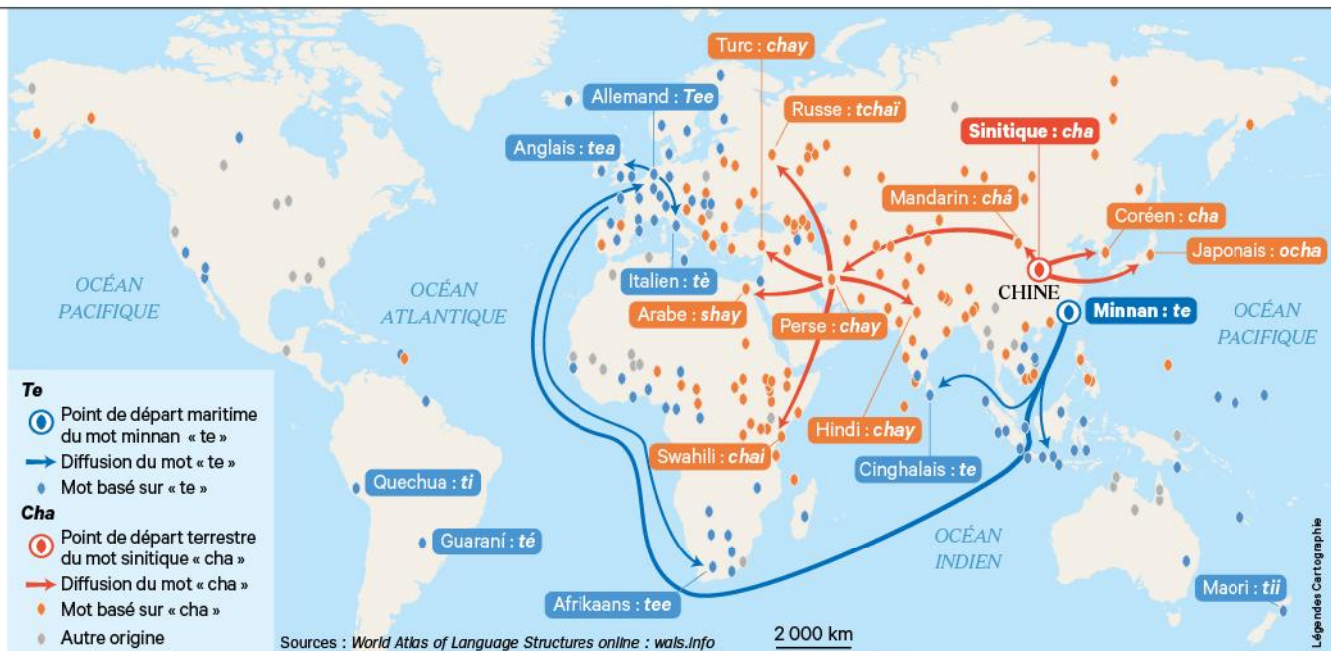 Turc : chay
Allemand : Tee
Russe : tchaï
Sinitique : cha
Anglais : tea
Mandarin : chá
Coréen : cha
Japonais : ocha
OCÉAN
PACIFIQUE
OCÉAN
ATLANTIQUE
Italien : tè
CHINE
Arabe : shay
Perse : chay
Minnan : te
OCÉAN
PACIFIQUE
Te
Point de départ maritime
du mot minnan « te »
Diffusion du mot « te »
Mot basé sur « te »
Cha
Point de départ terrestre
du mot sinitique « cha »
Diffusion du mot « cha »
Mot basé sur « cha »
Autre origine
Quechua : ti
Guaraní : té
Swahili : chai
Hindi : chay
Cinghalais : te
OCÉAN
INDIEN
Afrikaans : tee
Maori : tii
Sources : World Atlas of Language Structures online : wals.info
2 000 km
Légendes Cartographie